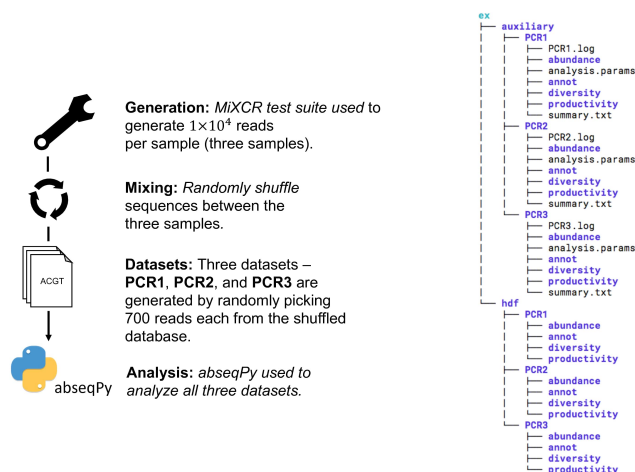 Generation: MiXCR test suite used to
generate 1×10⁴ reads
per sample (three samples).
Mixing: Randomly shuffle
sequences between the
three samples.
ACGT
Datasets: Three datasets –
PCR1, PCR2, and PCR3 are
generated by randomly picking
700 reads each from the shuffled
database.
abseqPy
Analysis: abseqPy used to
analyze all three datasets.
ex
auxiliary
PCR1
PCR1.log
abundance
analysis.params
annot
diversity
productivity
summary.txt
PCR2
PCR2.log
abundance
analysis.params
annot
diversity
productivity
summary.txt
PCR3
PCR3.log
abundance
analysis.params
annot
diversity
productivity
summary.txt
hdf
PCR1
abundance
annot
diversity
productivity
PCR2
abundance
annot
diversity
productivity
PCR3
abundance
annot
diversity
productivity